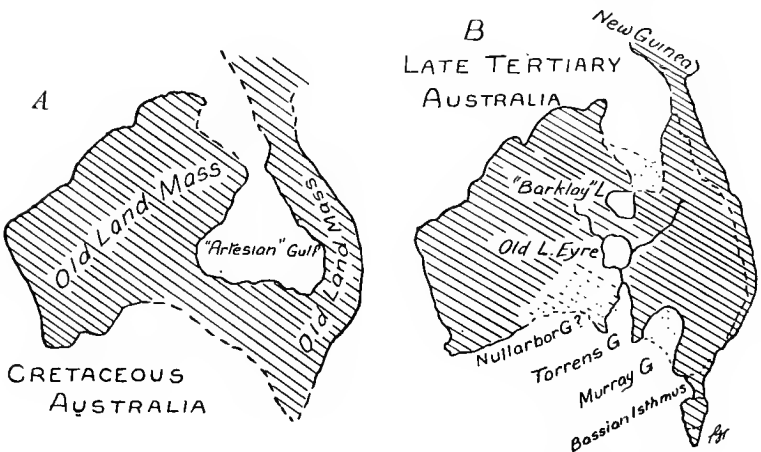 A
Old Land Mass
"Artesian" Gulf
Old Land Mass
CRETACEOUS
AUSTRALIA
B
LATE TERTIARY
AUSTRALIA
New Guinea
"Barklay" L
Old L. Eyre
Nullarbor G?
Torrens G
Murray G
Bassian Isthmus